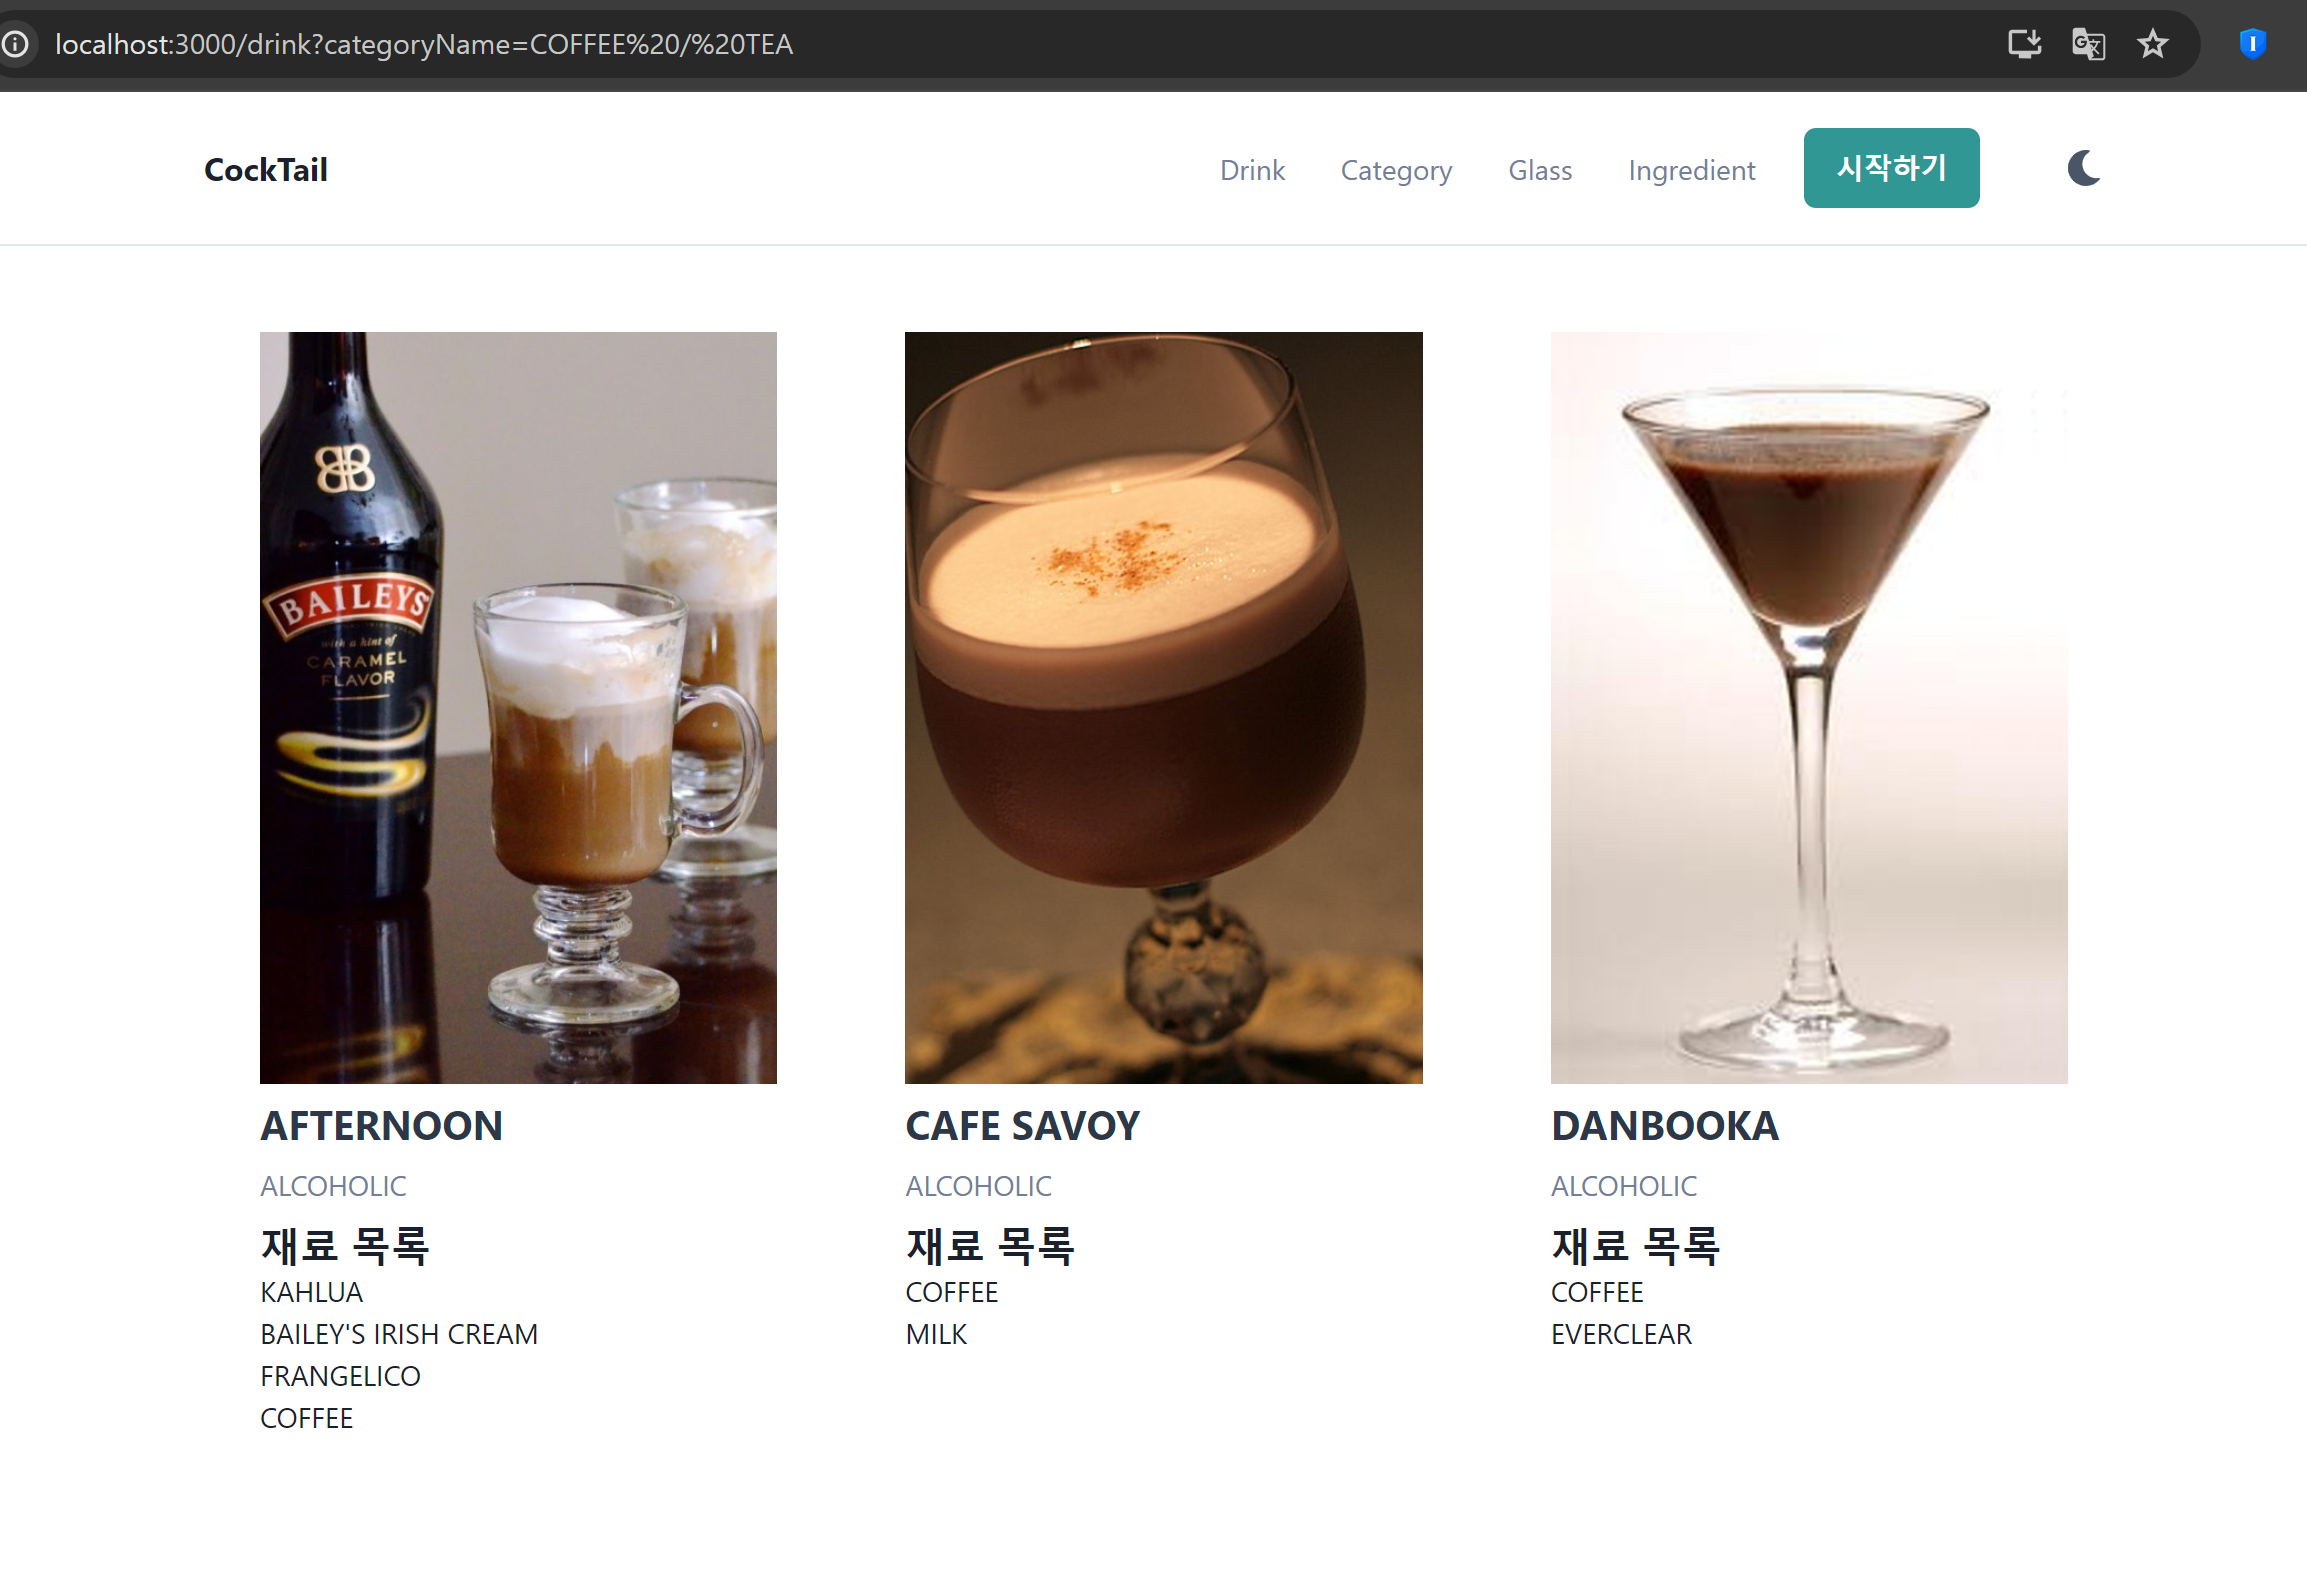 localhost:3000/drink?categoryName=COFFEE%20/%20TEA
CockTail
Drink
Category
Glass
Ingredient
시작하기
BAILEYS
with a hint of
CARAMEL
FLAVOR
AFTERNOON
ALCOHOLIC
재료 목록
KAHLUA
BAILEY'S IRISH CREAM
FRANGELICO
COFFEE
CAFE SAVOY
ALCOHOLIC
재료 목록
COFFEE
MILK
DANBOOKA
ALCOHOLIC
재료 목록
COFFEE
EVERCLEAR